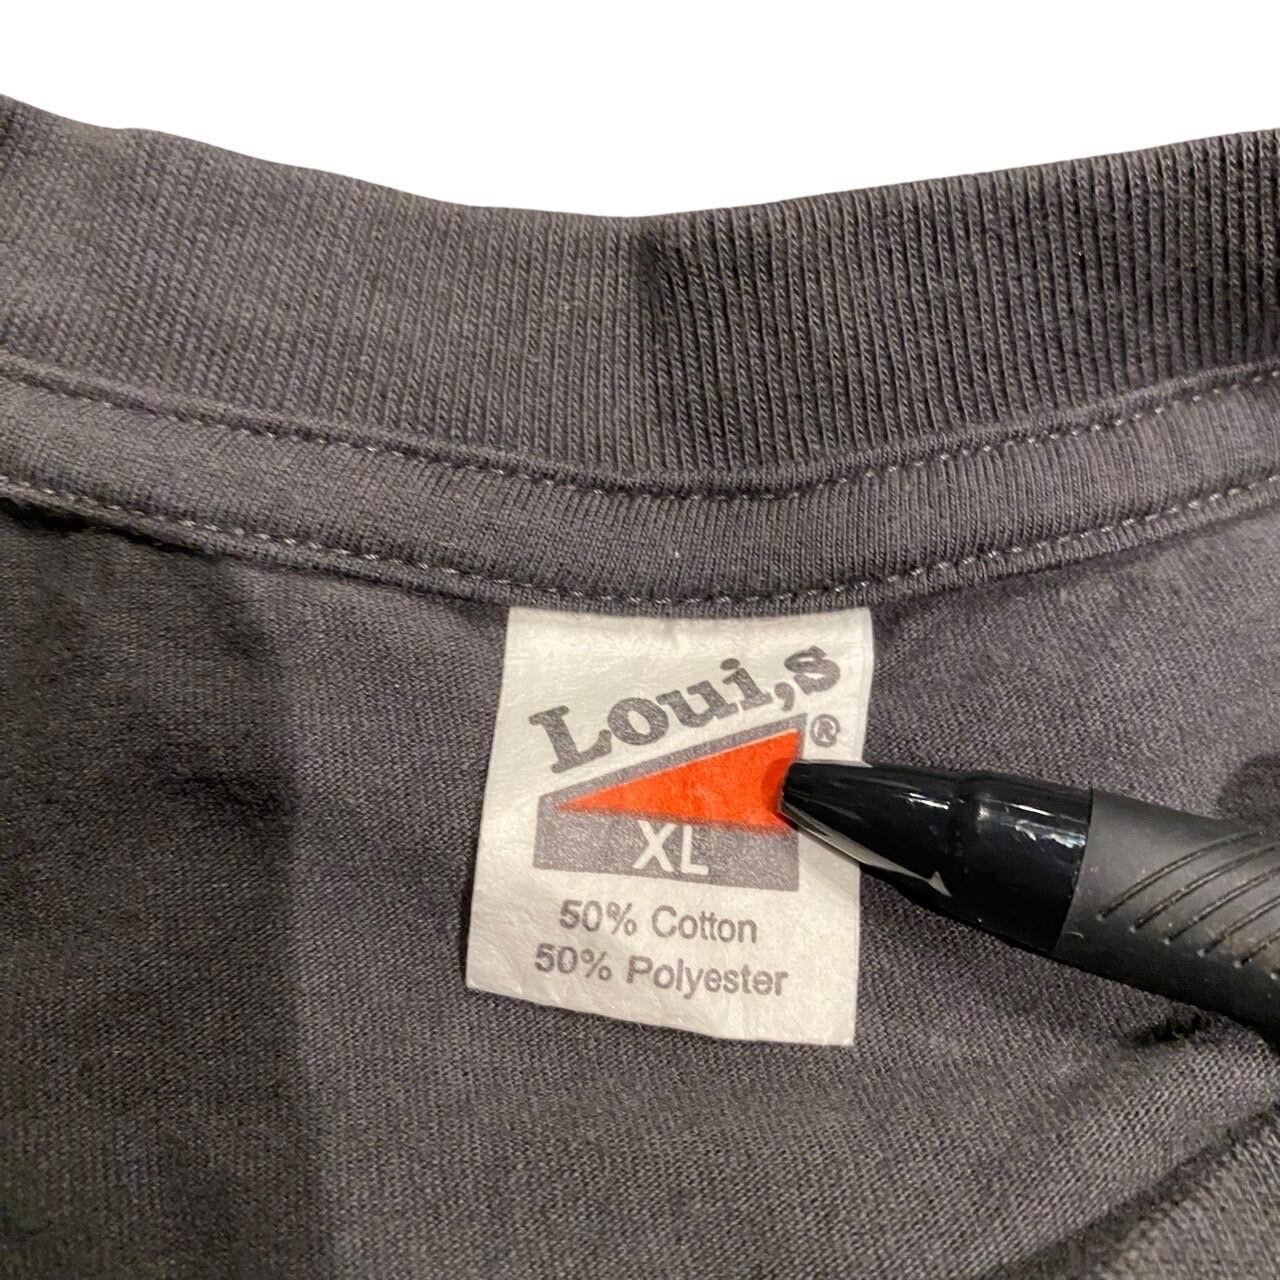 Loui,s
®
XL
50% Cotton
50% Polyester